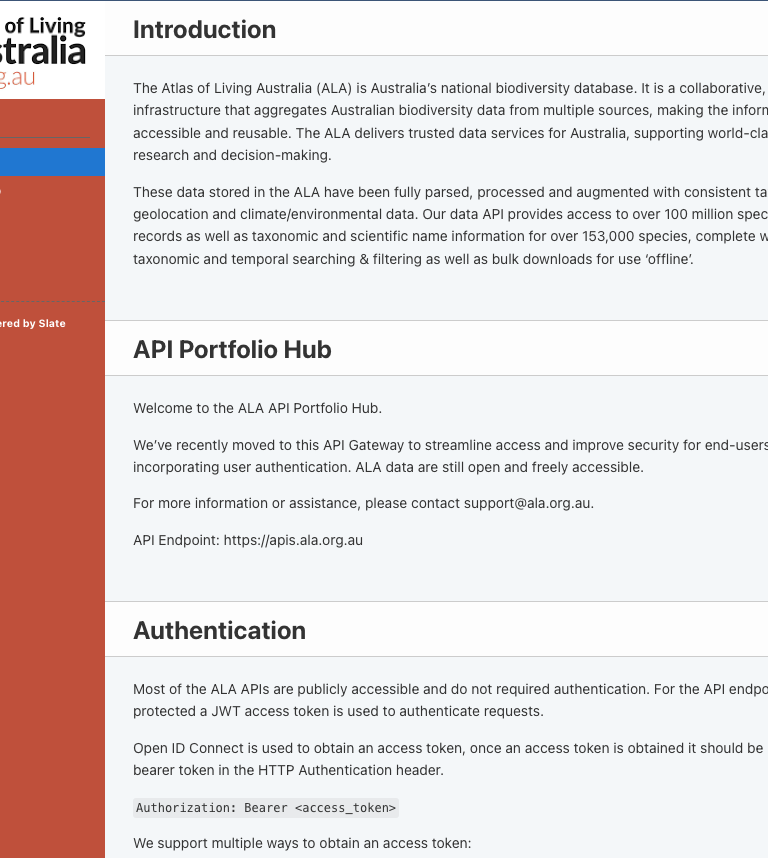 of Living
stralia
g.au
ered by Slate
Introduction
The Atlas of Living Australia (ALA) is Australia’s national biodiversity database. It is a collaborative,
infrastructure that aggregates Australian biodiversity data from multiple sources, making the inform
accessible and reusable. The ALA delivers trusted data services for Australia, supporting world-cla
research and decision-making.
These data stored in the ALA have been fully parsed, processed and augmented with consistent ta
geolocation and climate/environmental data. Our data API provides access to over 100 million spec
records as well as taxonomic and scientific name information for over 153,000 species, complete w
taxonomic and temporal searching & filtering as well as bulk downloads for use ‘offline’.
API Portfolio Hub
Welcome to the ALA API Portfolio Hub.
We’ve recently moved to this API Gateway to streamline access and improve security for end-users
incorporating user authentication. ALA data are still open and freely accessible.
For more information or assistance, please contact support@ala.org.au.
API Endpoint: https://apis.ala.org.au
Authentication
Most of the ALA APIs are publicly accessible and do not required authentication. For the API endpo
protected a JWT access token is used to authenticate requests.
Open ID Connect is used to obtain an access token, once an access token is obtained it should be
bearer token in the HTTP Authentication header.
Authorization: Bearer <access_token>
We support multiple ways to obtain an access token: